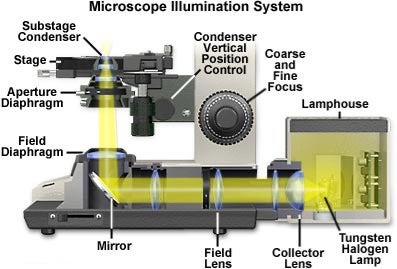 Microscope Illumination System
Substage
Condenser
Stage
Aperture
Diaphragm
Field
Diaphragm
Condenser
Vertical
Position
Control
Coarse
and
Fine
Focus
Lamphouse
Mirror
Field
Lens
Collector
Lens
Tungsten
Halogen
Lamp